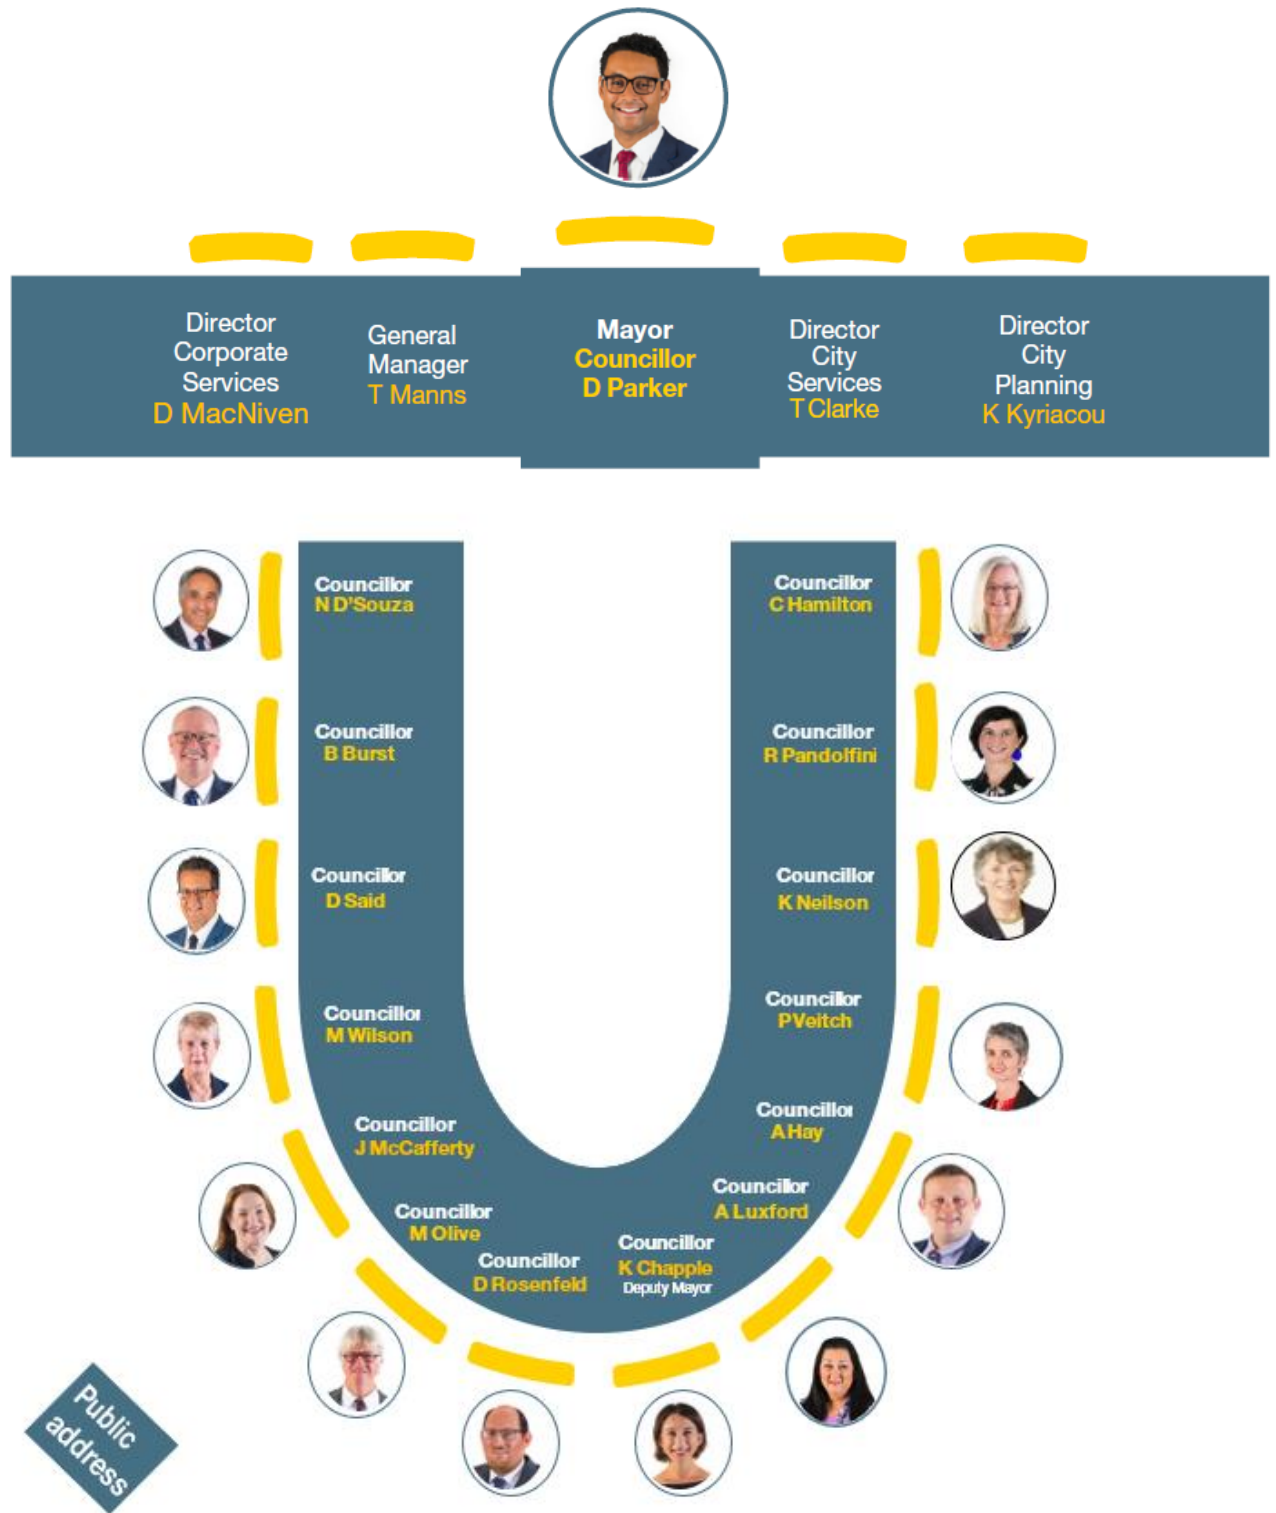 Director
Corporate
Services
D MacNiven
General
Manager
T Manns
Mayor
Councillor
D Parker
Director
City
Services
T Clarke
Director
City
Planning
K Kyriacou
Councillor
N D'Souza
Councillor
B Burst
Councillor
D Said
Councillor
M Wilson
Councillor
J McCafferty
Councillor
M Olive
Councillor
D Rosenfeld
Councillor
K Chapple
Deputy Mayor
Councillor
A Luxford
Councillor
A Hay
Councillor
P Veitch
Councillor
K Neilson
Councillor
R Pandolfini
Councillor
C Hamilton
Public
address